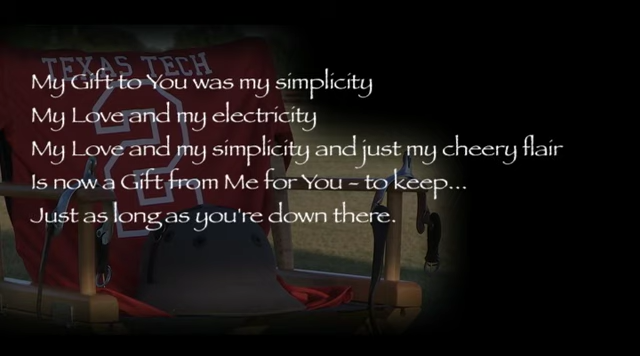 TEXAS TECH
2
My Gift to You was my simplicity
My Love and my electricity
My Love and my simplicity and just my cheery flair
Is now a Gift from Me for You - to keep...
Just as long as you're down there.